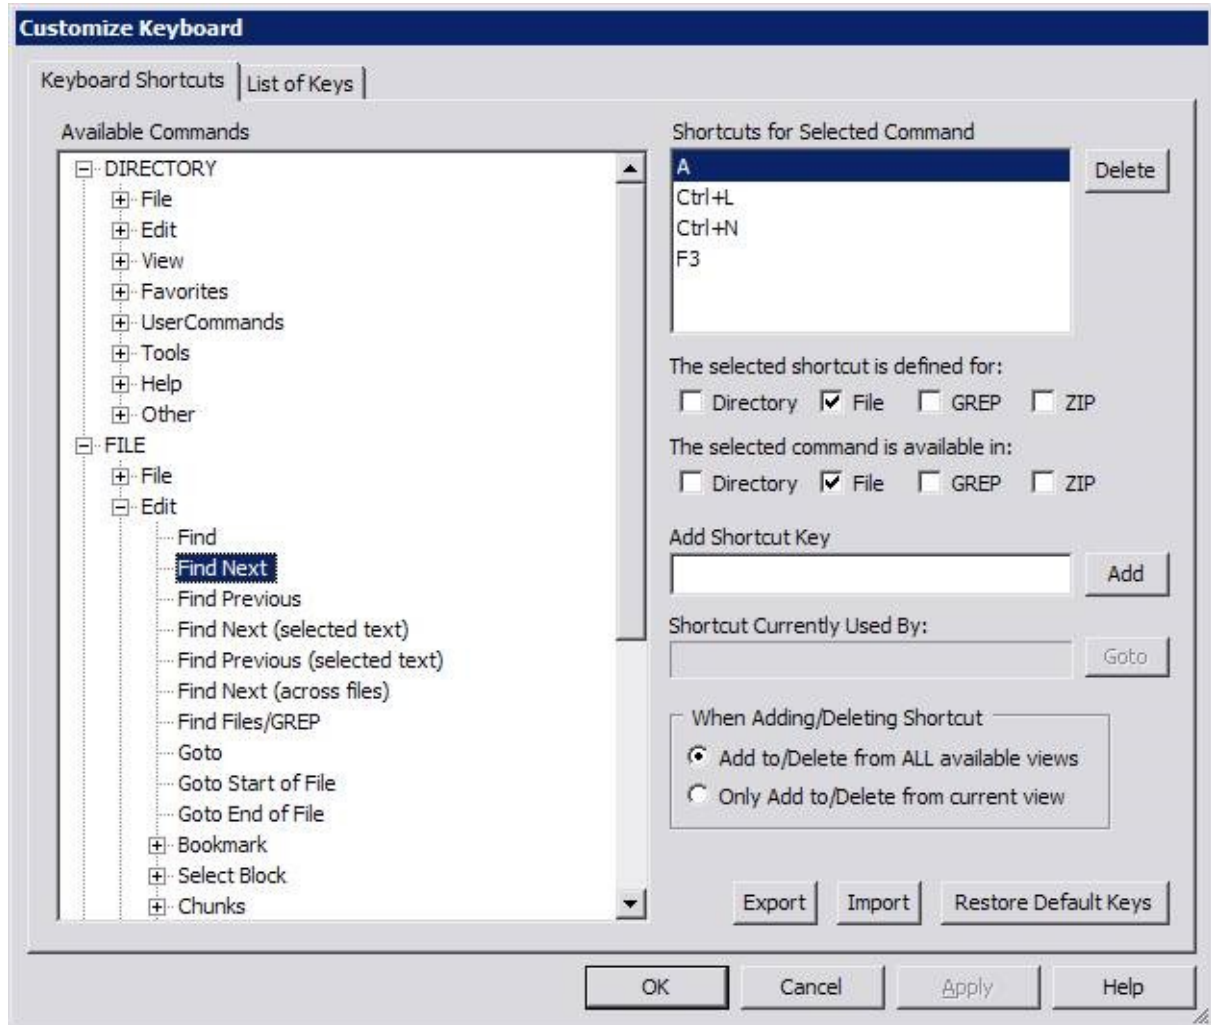 Customize Keyboard
Keyboard Shortcuts
List of Keys
Available Commands
DIRECTORY
File
Edit
View
Favorites
UserCommands
Tools
Help
Other
FILE
File
Edit
Find
Find Next
Find Previous
Find Next (selected text)
Find Previous (selected text)
Find Next (across files)
Find Files/GREP
Goto
Goto Start of File
Goto End of File
Bookmark
Select Block
Chunks
Shortcuts for Selected Command
A
Ctrl+L
Ctrl+N
F3
Delete
The selected shortcut is defined for:
Directory File GREP ZIP
The selected command is available in:
Directory File GREP ZIP
Add Shortcut Key
Add
Shortcut Currently Used By:
Goto
When Adding/Deleting Shortcut
Add to/Delete from ALL available views
Only Add to/Delete from current view
Export Import Restore Default Keys
OK Cancel Apply Help